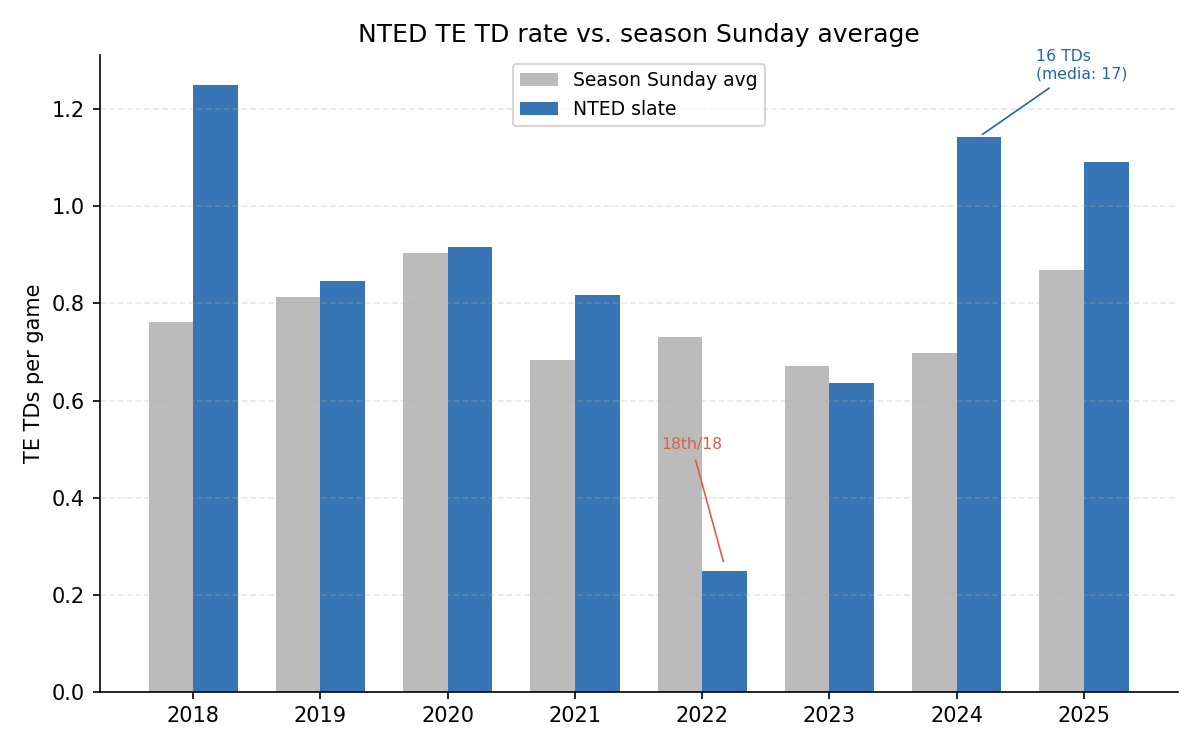 NTED TE TD rate vs. season Sunday average
16 TDs
(media: 17)
Season Sunday avg
NTED slate
TE TDs per game
1.2
1.0
0.8
0.6
0.4
0.2
0.0
18th/18
2018 2019 2020 2021 2022 2023 2024 2025